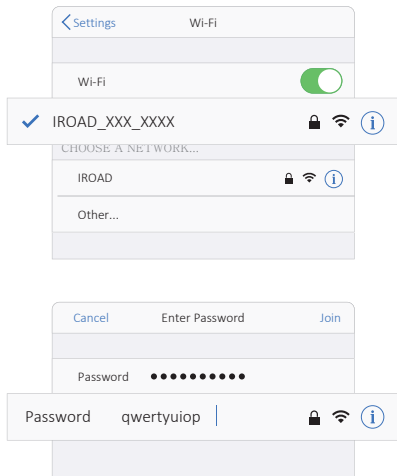 Settings Wi-Fi
Wi-Fi
IROAD_XXX_XXXX
CHOOSE A NETWORK...
IROAD
Other...
Cancel Enter Password Join
Password ●●●●●●●●●●
Password qwertyuiop